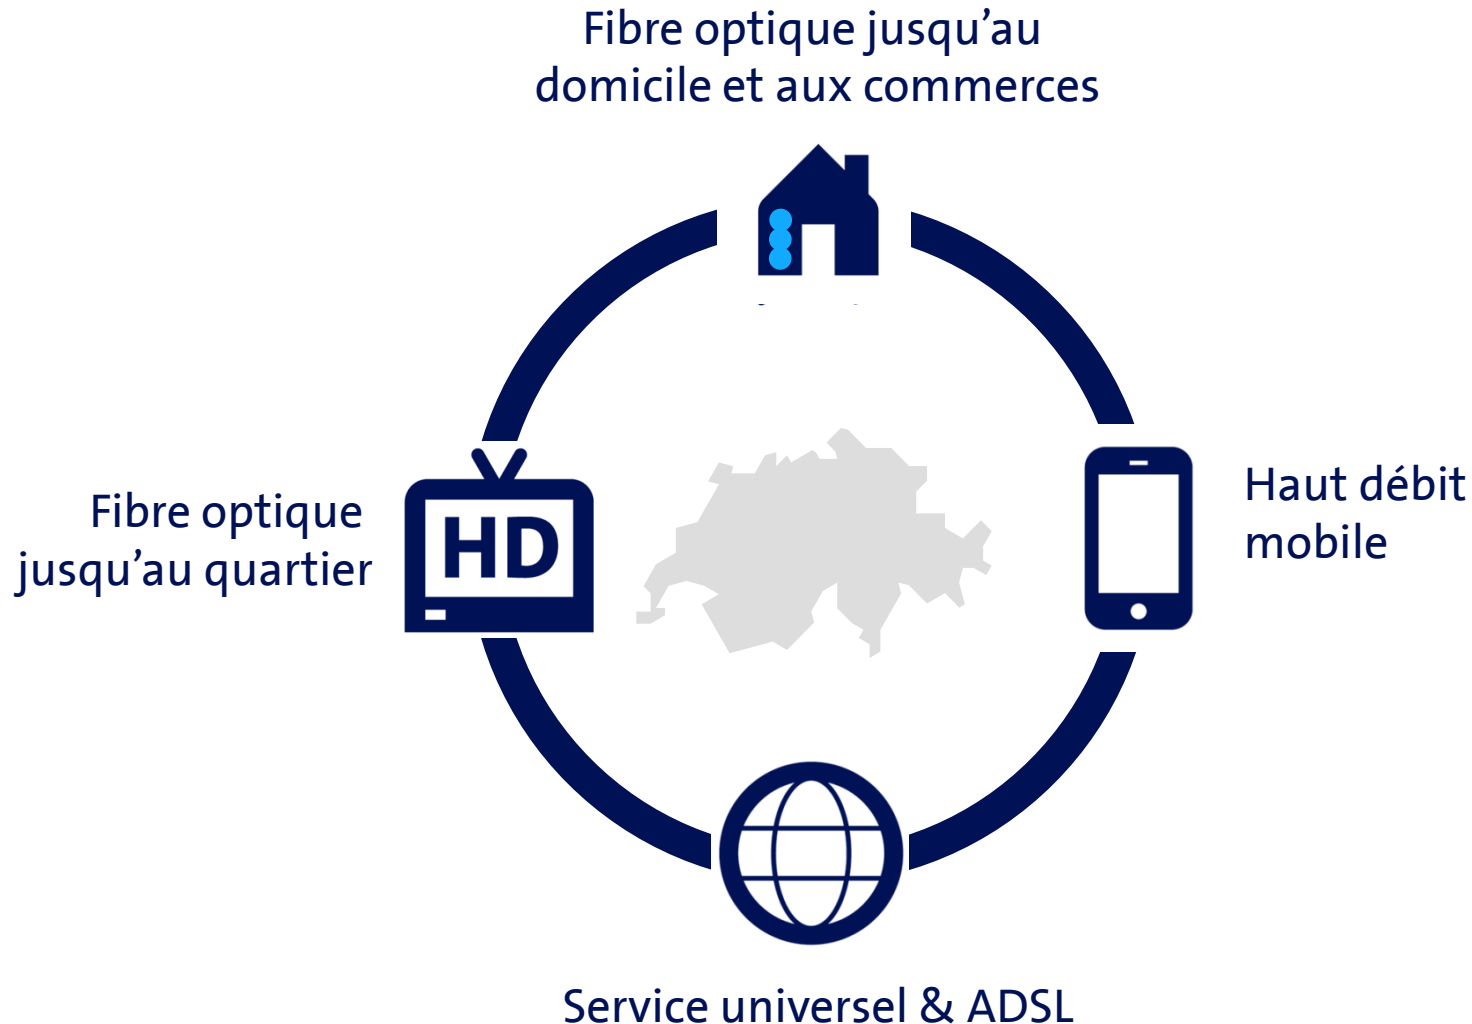 Fibre optique jusqu’au
domicile et aux commerces
Fibre optique
jusqu’au quartier
HD
Haut débit
mobile
Service universel & ADSL